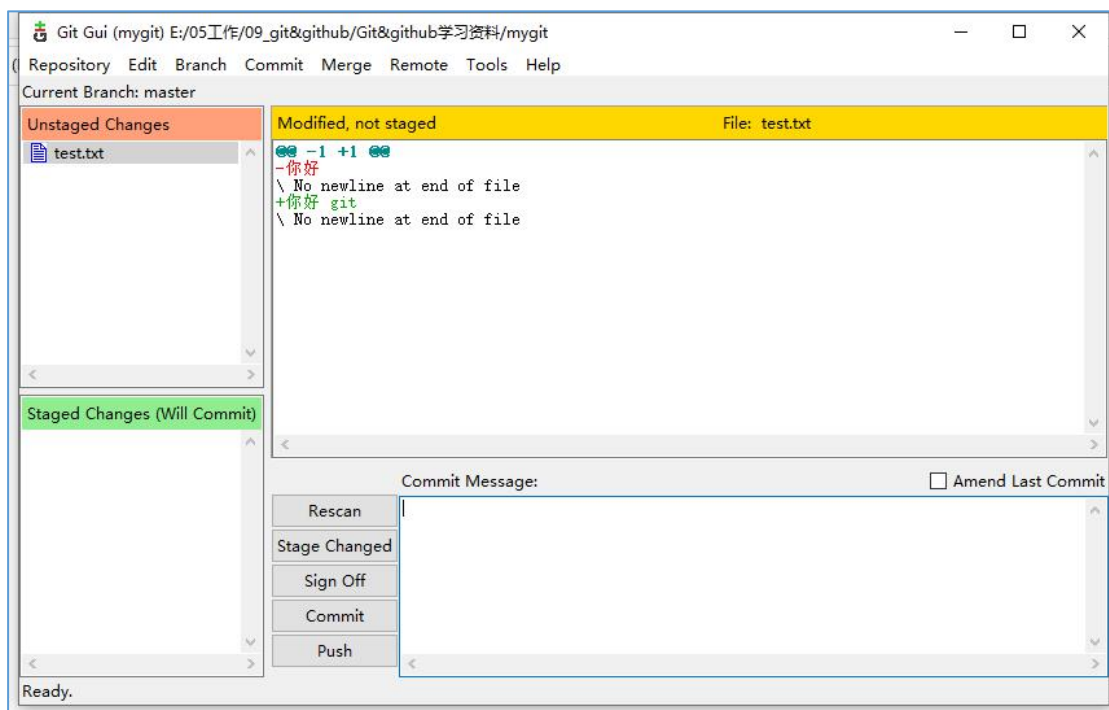 Git Gui (mygit) E:/05工作/09_git&github/Git&github学习资料/mygit
Repository Edit Branch Commit Merge Remote Tools Help
Current Branch: master
Unstaged Changes
test.txt
Modified, not staged File: test.txt
@@ -1 +1 @@
-你好
\ No newline at end of file
+你好 git
\ No newline at end of file
Staged Changes (Will Commit)
Commit Message: Amend Last Commit
Rescan
Stage Changed
Sign Off
Commit
Push
Ready.